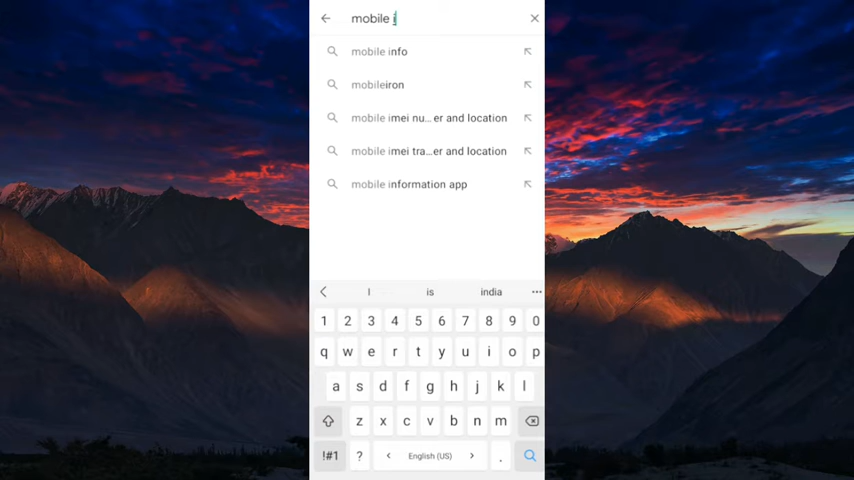 mobile i
mobile info
mobileiron
mobile imei nu... er and location
mobile imei tra...er and location
mobile information app
I is india ...
1 2 3 4 5 6 7 8 9 0
q w e r t y u i o p
a s d f g h j k l
z x c v b n m
!#1 ? < English (US) > .